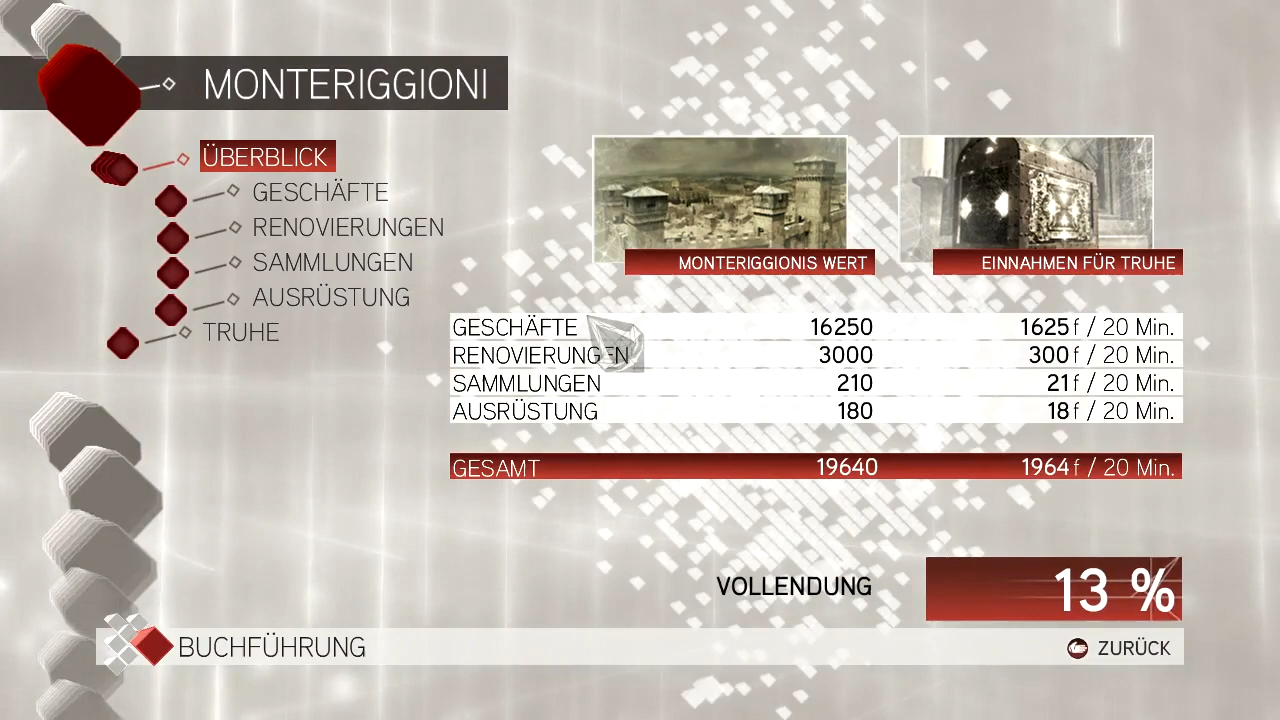 MONTERIGGIONI
ÜBERBLICK
GESCHÄFTE
RENOVIERUNGEN
SAMMLUNGEN
AUSRÜSTUNG
TRUHE
MONTERIGGIONIS WERT
EINNAHMEN FÜR TRUHE
GESCHÄFTE 16250 1625 f / 20 Min.
RENOVIERUNGEN 3000 300 f / 20 Min.
SAMMLUNGEN 210 21 f / 20 Min.
AUSRÜSTUNG 180 18 f / 20 Min.
GESAMT 19640 1964 f / 20 Min.
VOLLENDUNG 13 %
BUCHFÜHRUNG
ZURÜCK